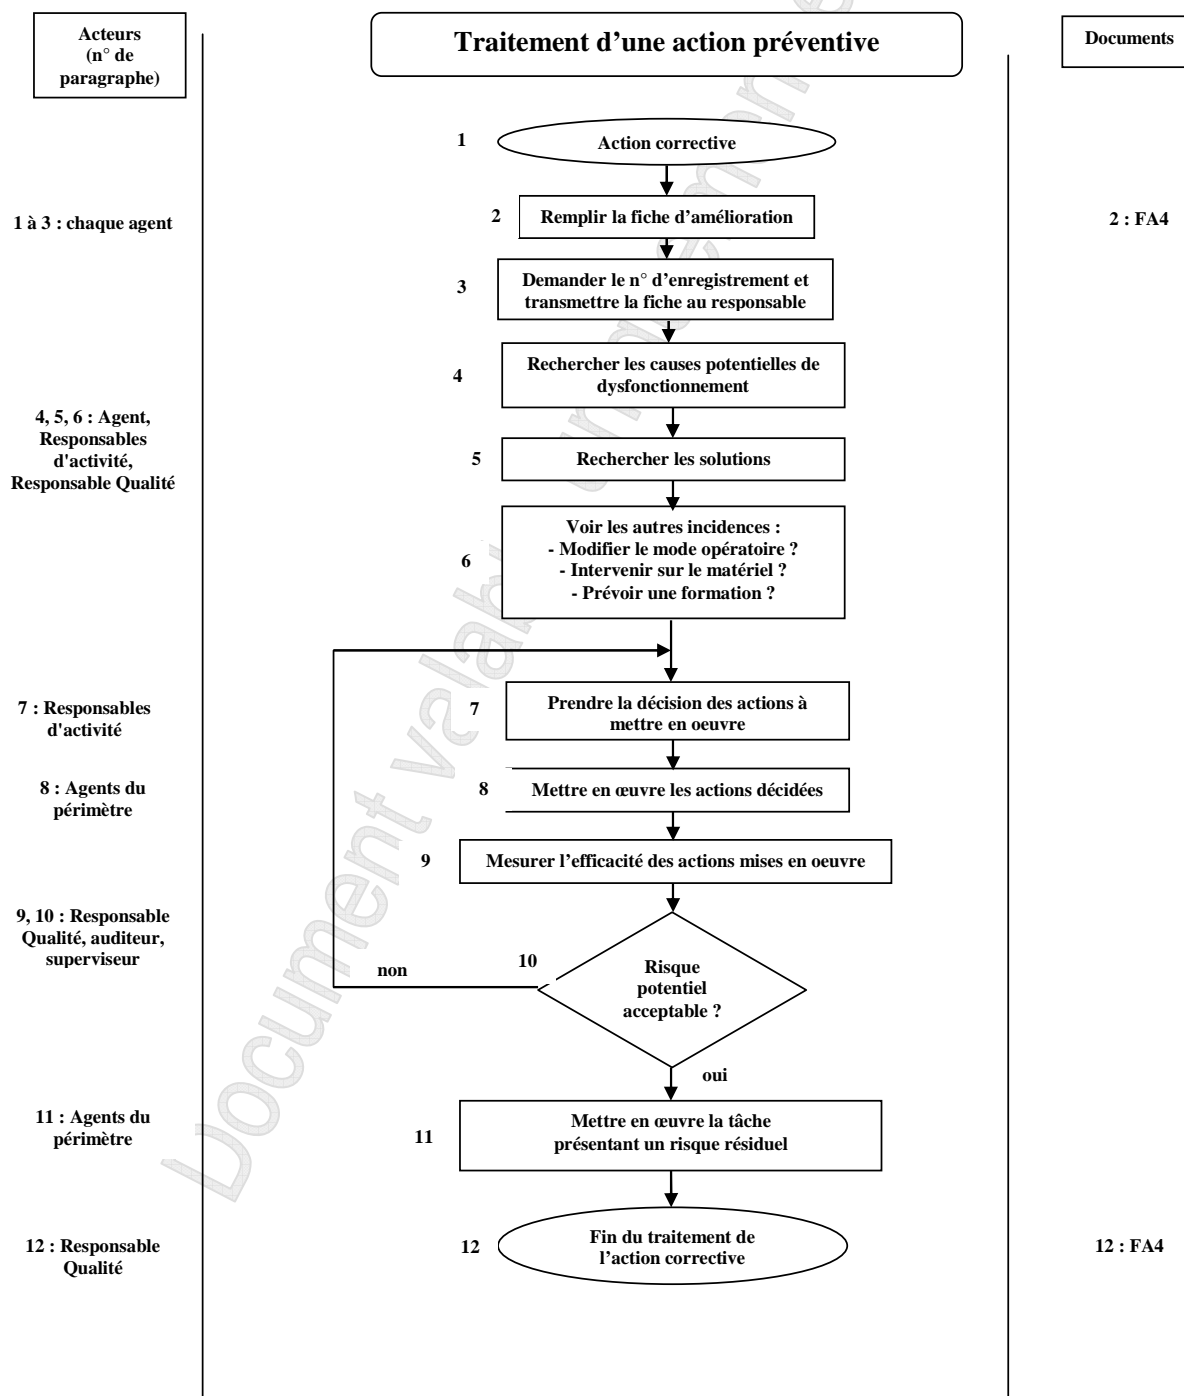 Acteurs
(n° de
paragraphe)
Traitement d'une action préventive
Documents
1
Action corrective
1 à 3 : chaque agent
2
Remplir la fiche d'amélioration
2 : FA4
3
Demander le n° d'enregistrement et
transmettre la fiche au responsable
4
Rechercher les causes potentielles de
dysfonctionnement
4, 5, 6 : Agent,
Responsables
d'activité,
Responsable Qualité
5
Rechercher les solutions
6
Voir les autres incidences :
- Modifier le mode opératoire ?
- Intervenir sur le matériel ?
- Prévoir une formation ?
7 : Responsables
d'activité
7
Prendre la décision des actions à
mettre en oeuvre
8 : Agents du
périmètre
8
Mettre en œuvre les actions décidées
9
Mesurer l'efficacité des actions mises en oeuvre
9, 10 : Responsable
Qualité, auditeur,
superviseur
non
10
Risque
potentiel
acceptable ?
oui
11 : Agents du
périmètre
11
Mettre en œuvre la tâche
présentant un risque résiduel
12 : Responsable
Qualité
12
Fin du traitement de
l'action corrective
12 : FA4
Document valab